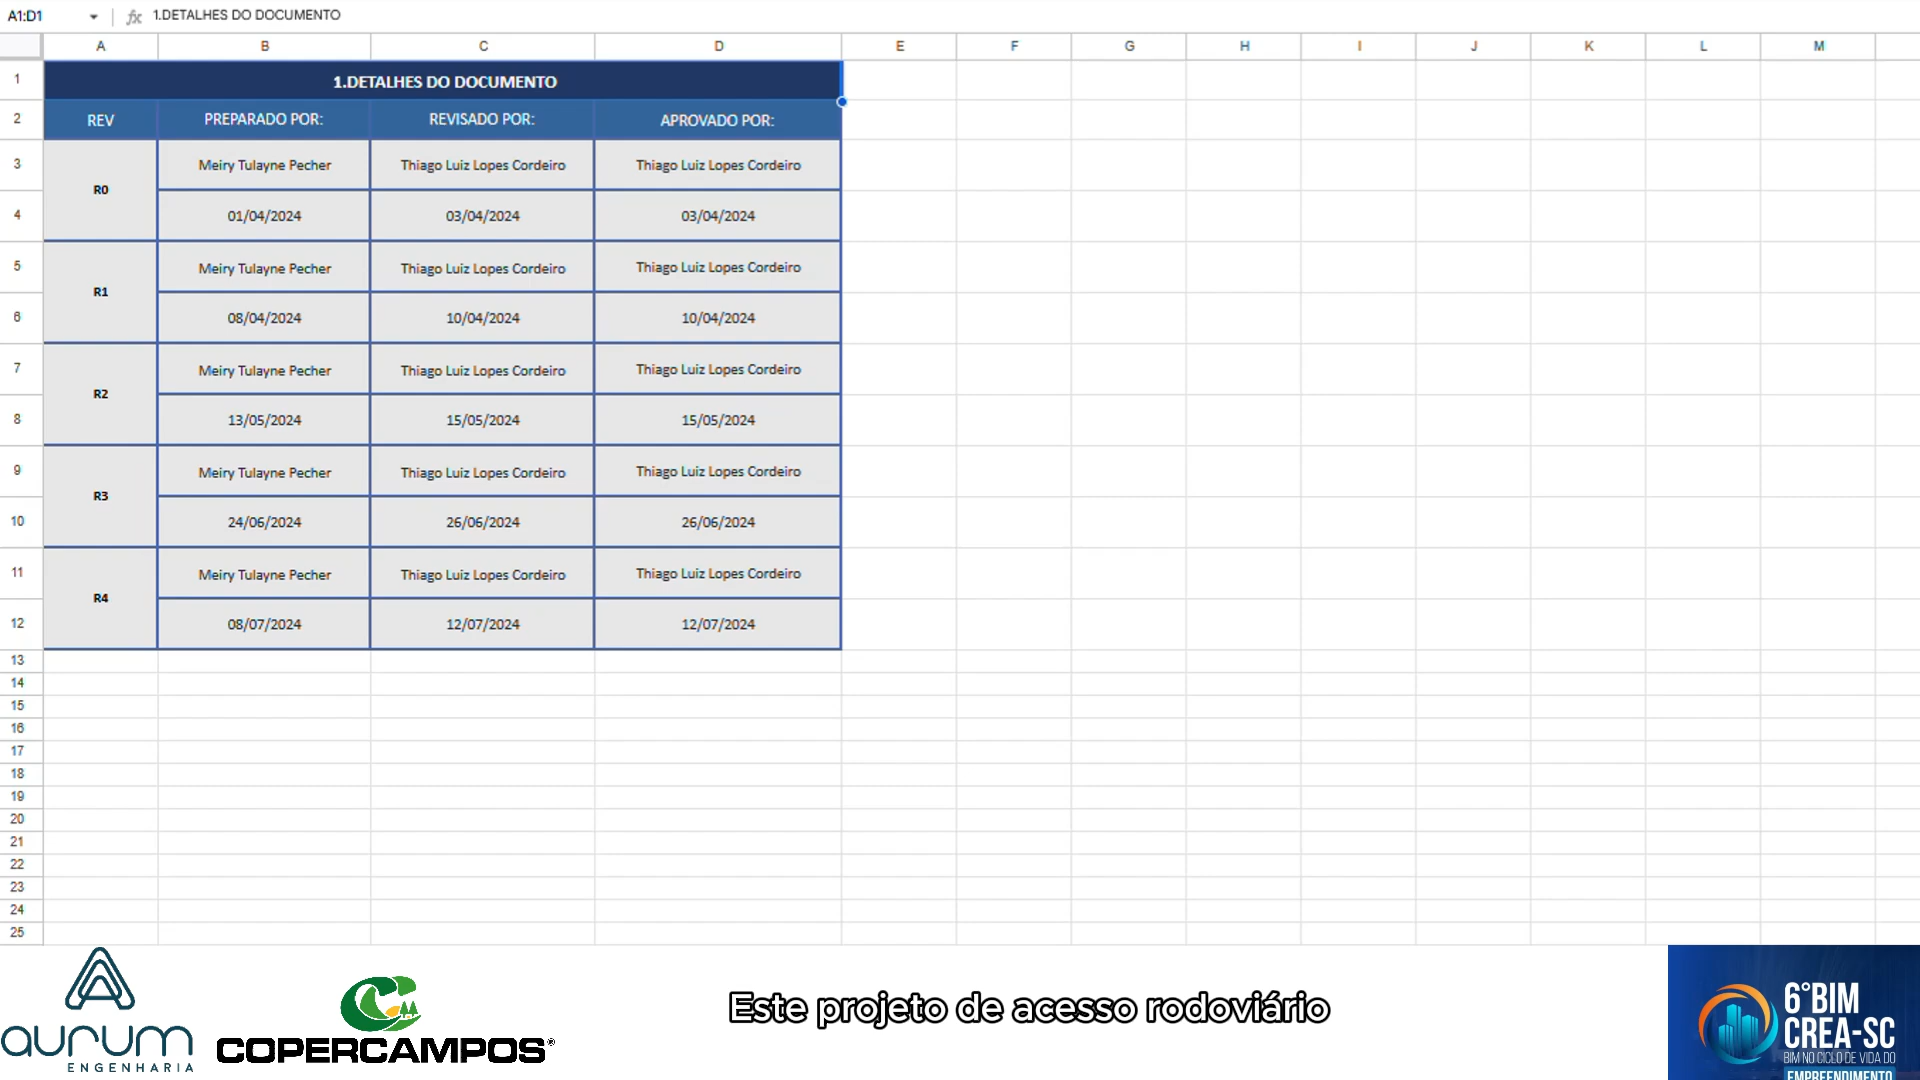 A1:D1 fx 1.DETALHES DO DOCUMENTO
A B C D E F G H I J K L M
1 1.DETALHES DO DOCUMENTO
2 REV PREPARADO POR: REVISADO POR: APROVADO POR:
3 Meiry Tulayne Pecher Thiago Luiz Lopes Cordeiro Thiago Luiz Lopes Cordeiro
R0
4 01/04/2024 03/04/2024 03/04/2024
5 Meiry Tulayne Pecher Thiago Luiz Lopes Cordeiro Thiago Luiz Lopes Cordeiro
R1
6 08/04/2024 10/04/2024 10/04/2024
7 Meiry Tulayne Pecher Thiago Luiz Lopes Cordeiro Thiago Luiz Lopes Cordeiro
R2
8 13/05/2024 15/05/2024 15/05/2024
9 Meiry Tulayne Pecher Thiago Luiz Lopes Cordeiro Thiago Luiz Lopes Cordeiro
R3
10 24/06/2024 26/06/2024 26/06/2024
11 Meiry Tulayne Pecher Thiago Luiz Lopes Cordeiro Thiago Luiz Lopes Cordeiro
R4
12 08/07/2024 12/07/2024 12/07/2024
13
14
15
16
17
18
19
20
21
22
23
24
25
aurum
ENGENHARIA
COPERCAMPOS®
Este projeto de acesso rodoviário
6°BIM
CREA-SC
BIM NO CICLO DE VIDA DO
EMPREENDIMENTO